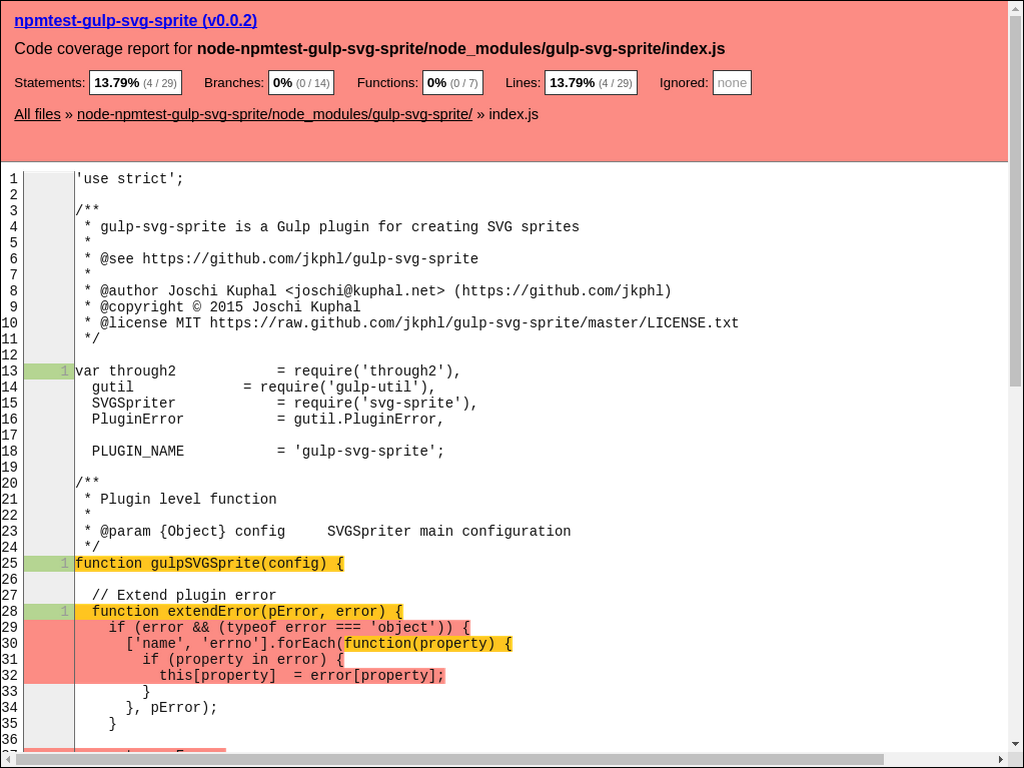 npmtest-gulp-svg-sprite (v0.0.2)
Code coverage report for node-npmtest-gulp-svg-sprite/node_modules/gulp-svg-sprite/index.js
Statements: 13.79% (4 / 29) Branches: 0% (0 / 14) Functions: 0% (0 / 7) Lines: 13.79% (4 / 29) Ignored: none
All files » node-npmtest-gulp-svg-sprite/node_modules/gulp-svg-sprite/ » index.js
1 'use strict';
2
3 /**
4  * gulp-svg-sprite is a Gulp plugin for creating SVG sprites
5  *
6  * @see https://github.com/jkphl/gulp-svg-sprite
7  *
8  * @author Joschi Kuphal <joschi@kuphal.net> (https://github.com/jkphl)
9  * @copyright © 2015 Joschi Kuphal
10  * @license MIT https://raw.github.com/jkphl/gulp-svg-sprite/master/LICENSE.txt
11  */
12
13 1 var through2            = require('through2'),
14   gutil             = require('gulp-util'),
15   SVGSpriter            = require('svg-sprite'),
16   PluginError           = gutil.PluginError,
17
18   PLUGIN_NAME           = 'gulp-svg-sprite';
19
20 /**
21  * Plugin level function
22  *
23  * @param {Object} config     SVGSpriter main configuration
24  */
25 1 function gulpSVGSprite(config) {
26
27   // Extend plugin error
28 1   function extendError(pError, error) {
29     if (error && (typeof error === 'object')) {
30       ['name', 'errno'].forEach(function(property) {
31         if (property in error) {
32           this[property]  = error[property];
33         }
34       }, pError);
35     }
36